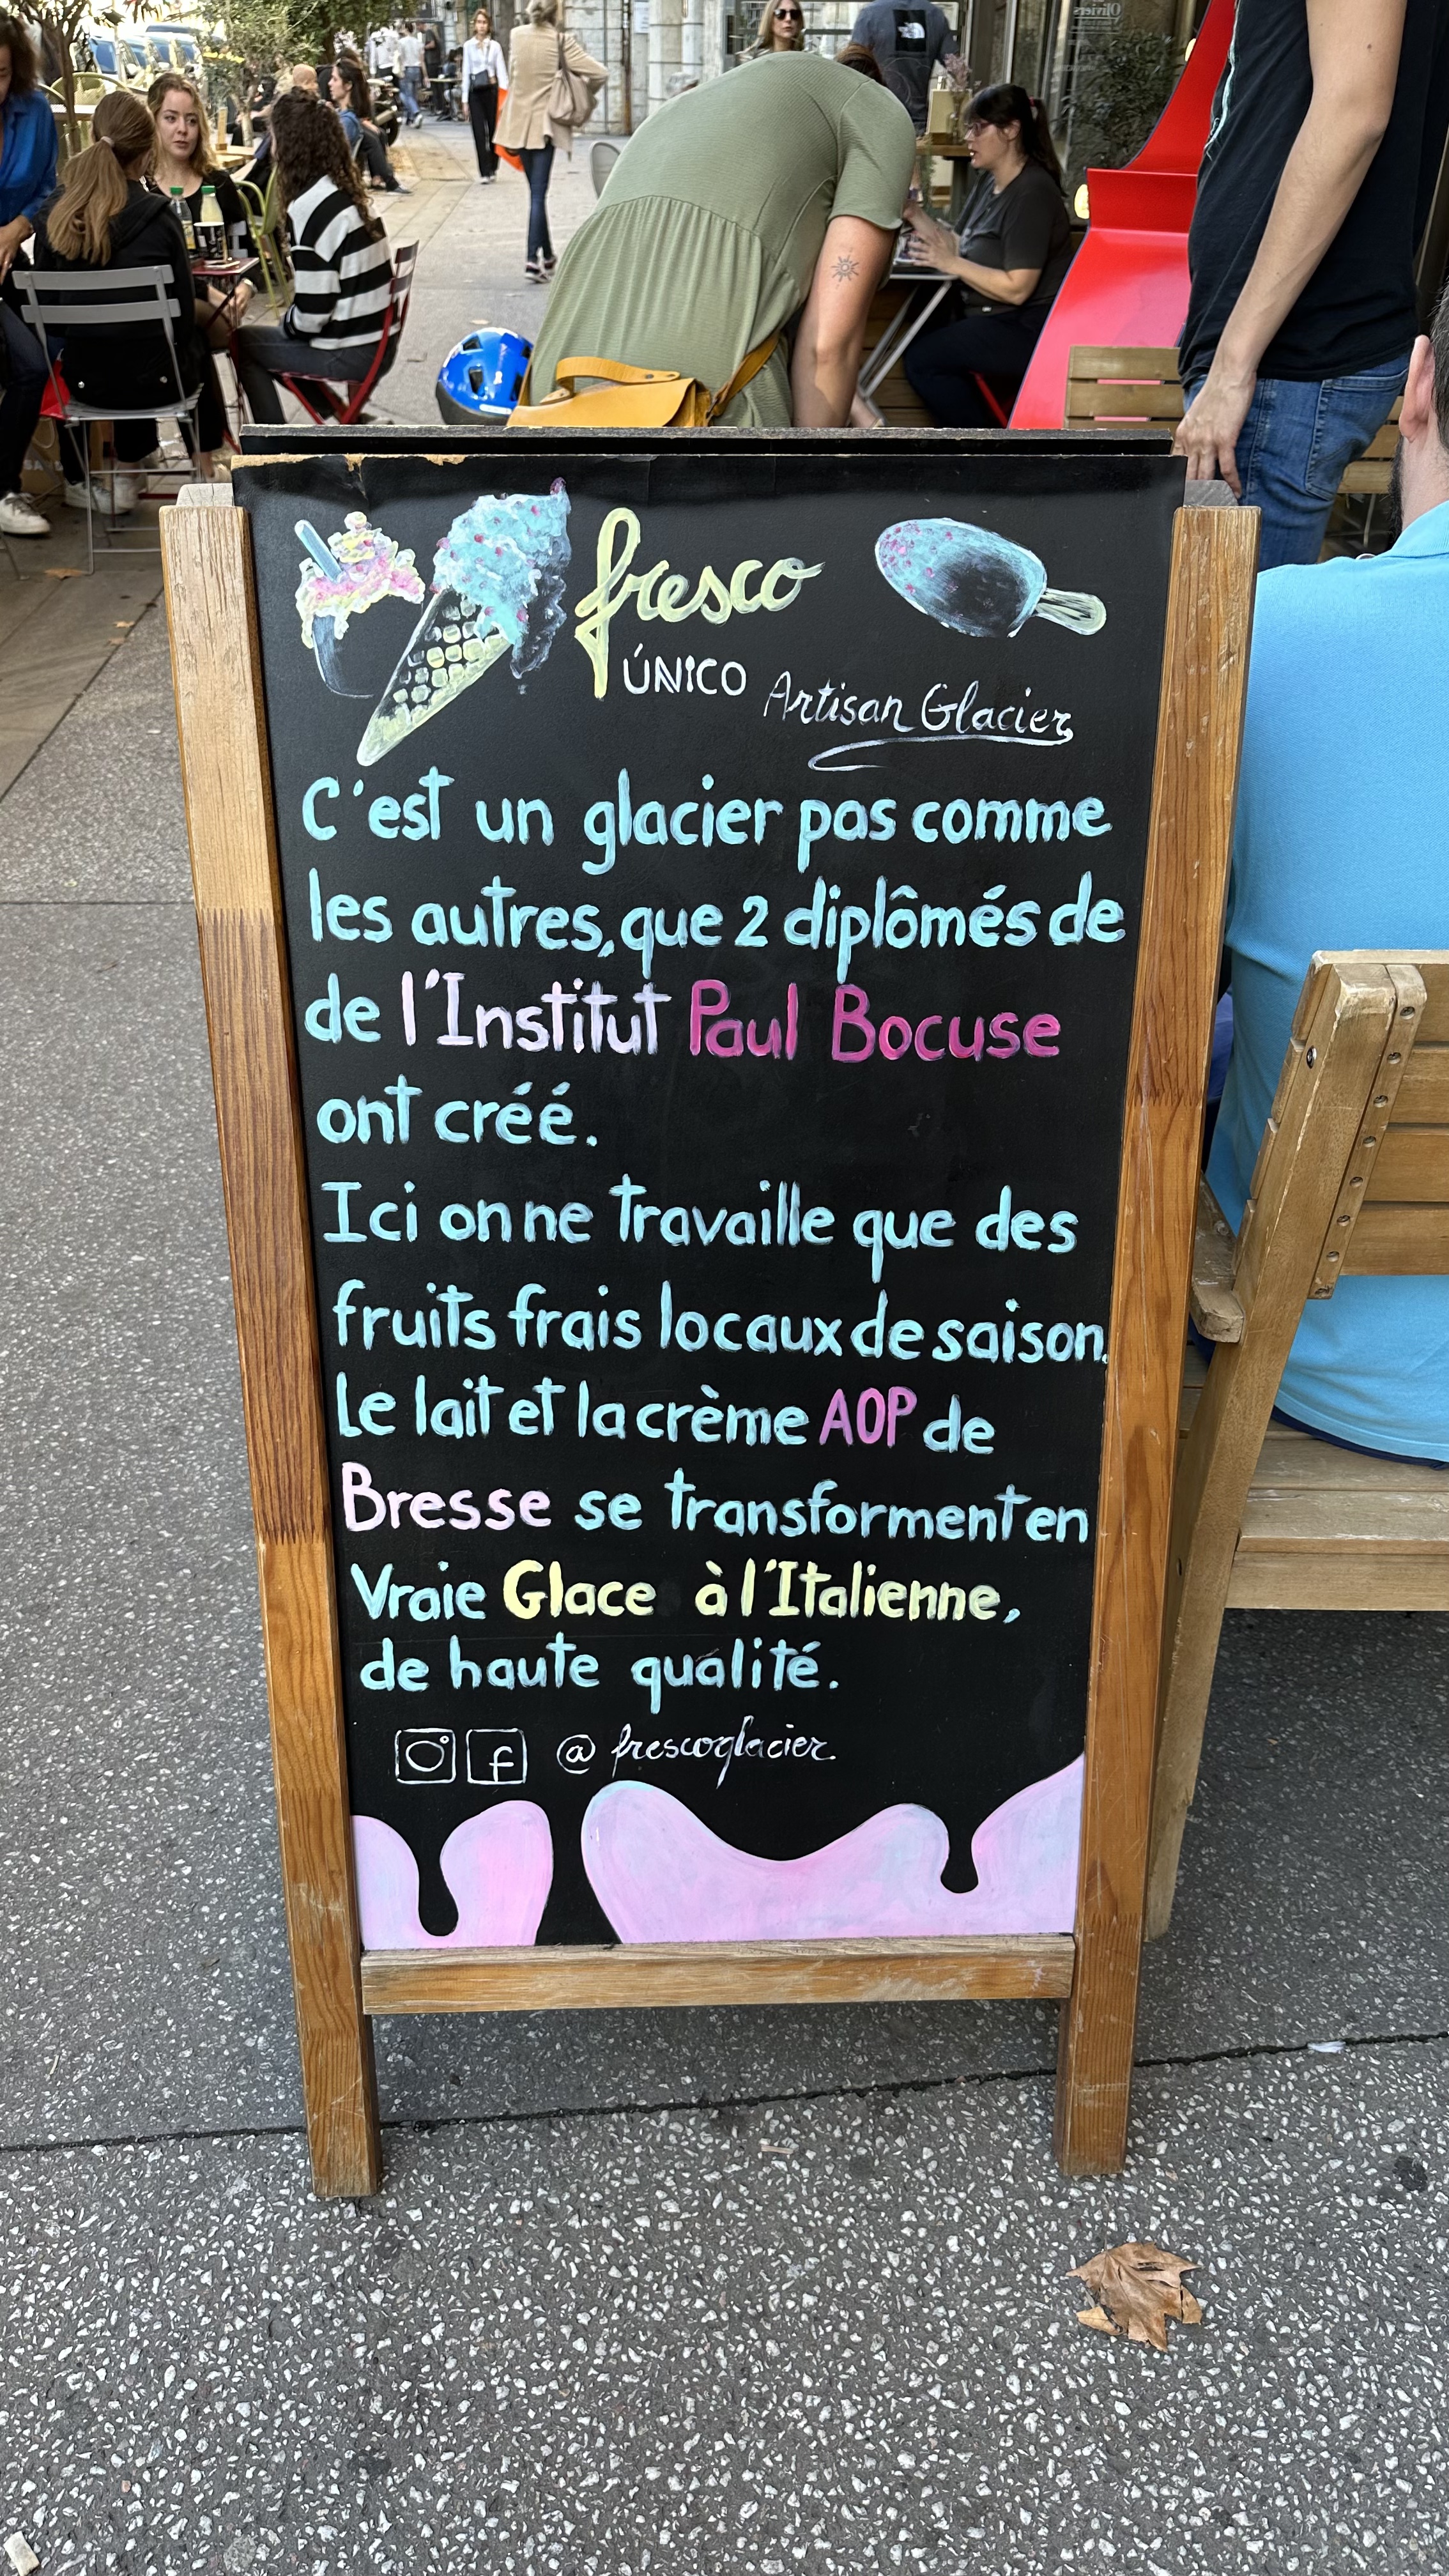 fresco
ÚNICO
Artisan Glacier
C'est un glacier pas comme
les autres, que 2 diplômés de
de l'Institut Paul Bocuse
ont créé.
Ici on ne travaille que des
fruits frais locaux de saison.
Le lait et la crème AOP de
Bresse se transforment en
Vraie Glace à l'Italienne,
de haute qualité.
@frescoglacier